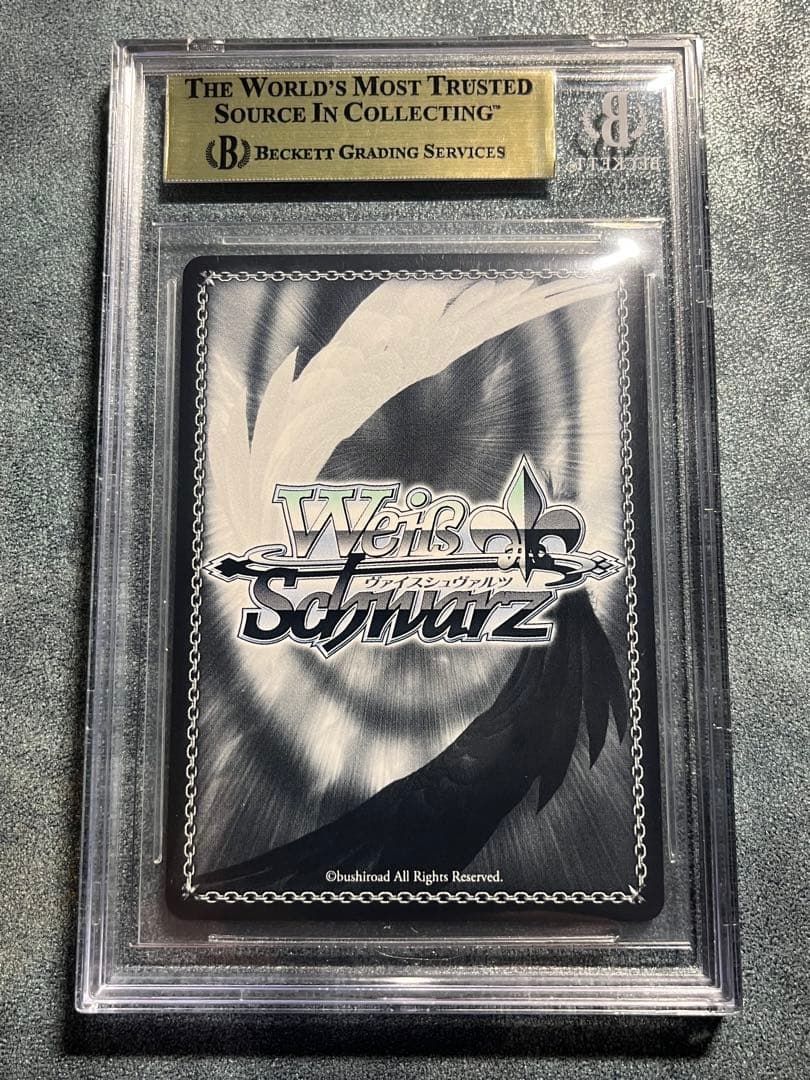 THE WORLD'S MOST TRUSTED
SOURCE IN COLLECTING™
B BECKETT GRADING SERVICES
B
BECKETT
Weiß
ヴァイスシュヴァルツ
Schwarz
©bushiroad All Rights Reserved.